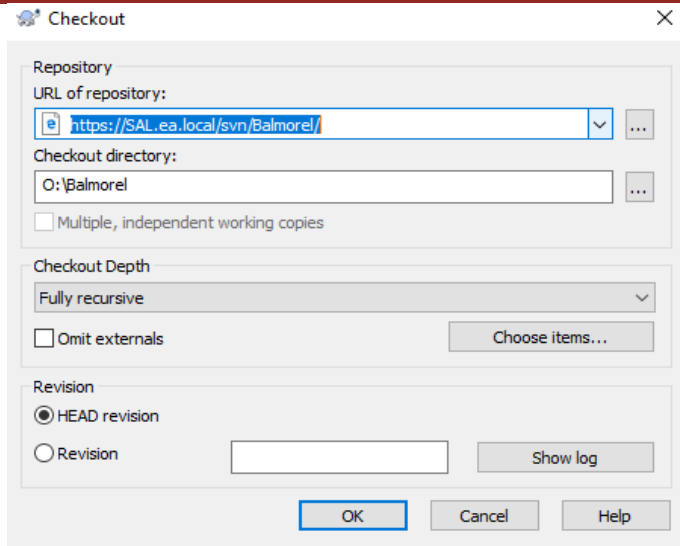 Checkout
Repository
URL of repository:
https://SAL.ea.local/svn/Balmorel/
...
Checkout directory:
O:\Balmorel
...
Multiple, independent working copies
Checkout Depth
Fully recursive
Omit externals
Choose items...
Revision
HEAD revision
Revision
Show log
OK
Cancel
Help